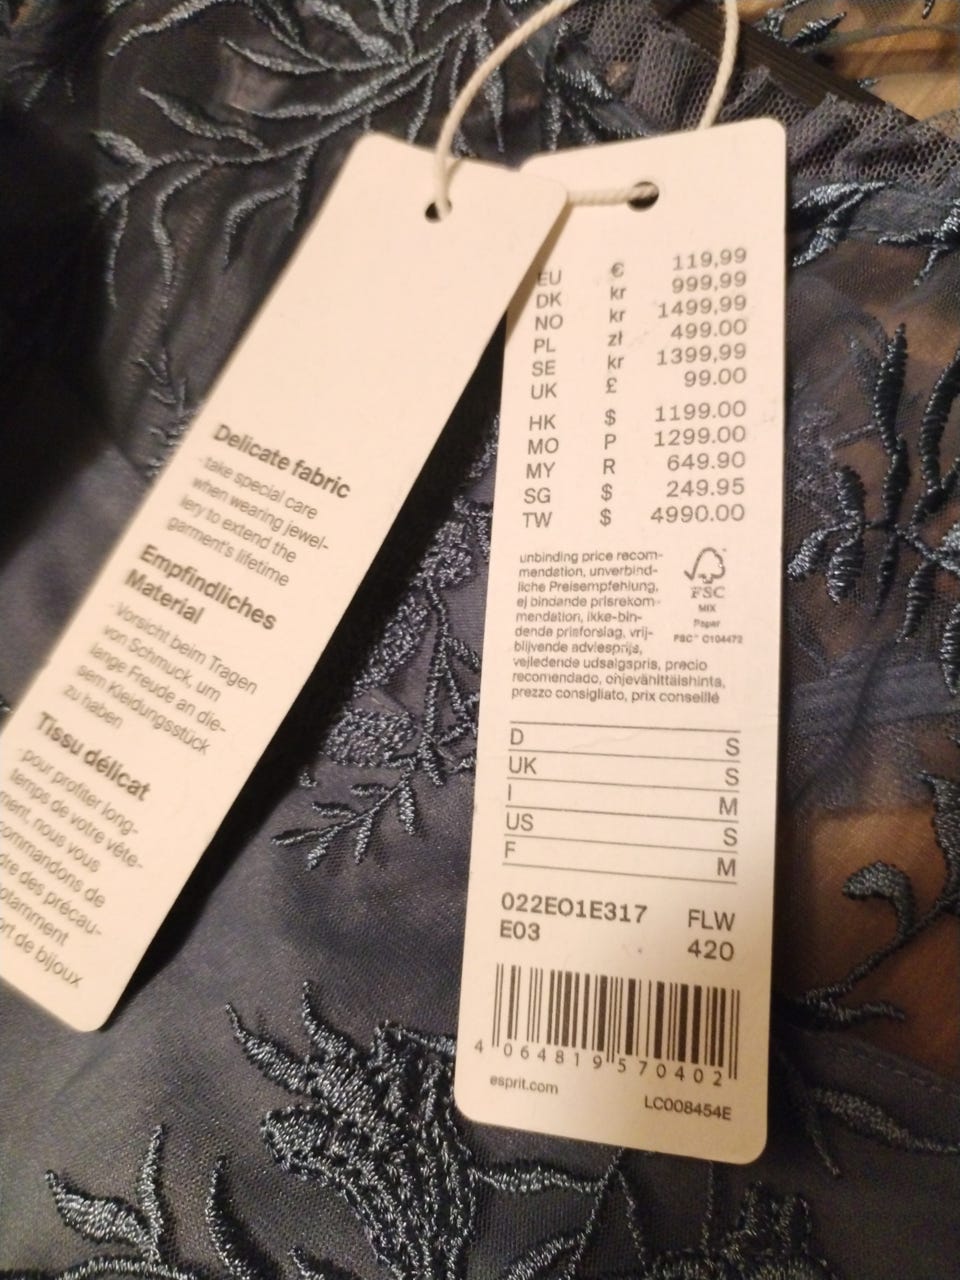 Delicate fabric
- take special care
when wearing jewel-
lery to extend the
garment's lifetime
Empfindliches
Material
- Vorsicht beim Tragen
von Schmuck, um
lange Freude an die-
sem Kleidungsstück
zu haben
Tissu délicat
- pour profiter long-
temps de votre vête-
ment, nous vous
commandons de
dre des précau-
otamment
ort de bijoux
EU € 119,99
DK kr 999,99
NO kr 1499,99
PL zł 499.00
SE kr 1399,99
UK £ 99.00
HK $ 1199.00
MO P 1299.00
MY R 649.90
SG $ 249.95
TW $ 4990.00
unbinding price recom-
mendation, unverbind-
liche Preisempfehlung,
ej bindande prisrekom-
mendation, ikke-bin-
dende prisforslag, vrij-
blijvende adviesprijs,
vejledende udsalgspris, precio
recomendado, ohjevähittäishinta,
prezzo consigliato, prix conseillé
FSC
MIX
Paper
FSC™ C104472
D S
UK S
I M
US S
F M
022EO1E317 FLW
E03 420
4 064819 570402
esprit.com
LC008454E